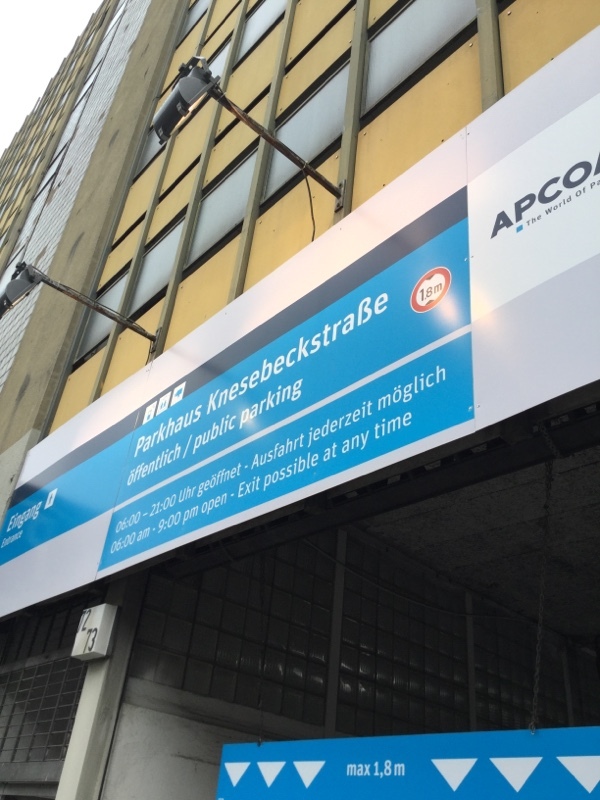 APCOA
The World Of Pa
1.8m
Parkhaus Knesebeckstraße
öffentlich / public parking
06:00 – 21:00 Uhr geöffnet - Ausfahrt jederzeit möglich
06:00 am - 9:00 pm open - Exit possible at any time
Eingang
Entrance
72
73
max 1,8 m